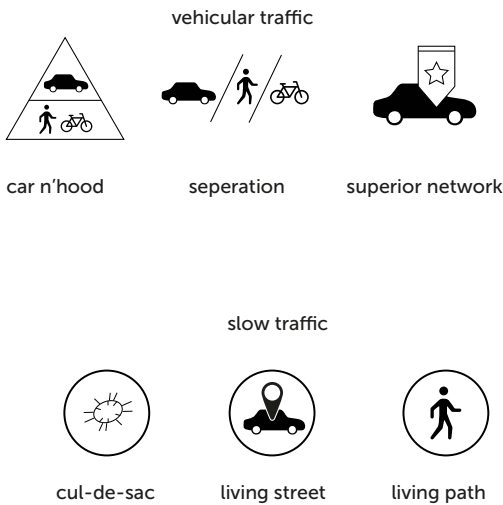 vehicular traffic
car n'hood
seperation
superior network
slow traffic
cul-de-sac
living street
living path